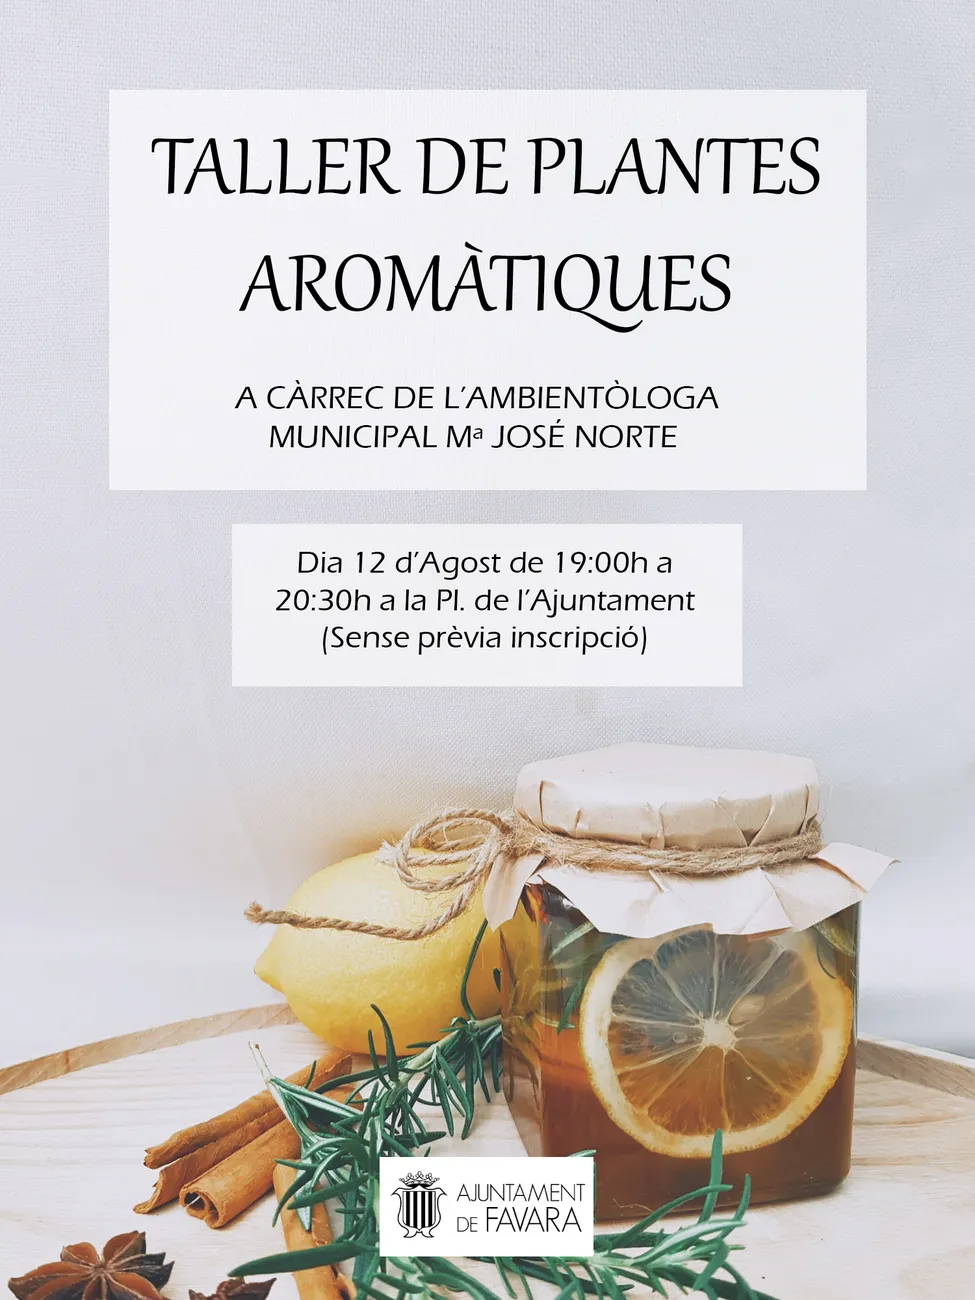 TALLER DE PLANTES
AROMÀTIQUES
A CÀRREC DE L'AMBIENTÒLOGA
MUNICIPAL Mª JOSÉ NORTE
Dia 12 d'Agost de 19:00h a
20:30h a la Pl. de l'Ajuntament
(Sense prèvia inscripció)
AJUNTAMENT
DE FAVARA